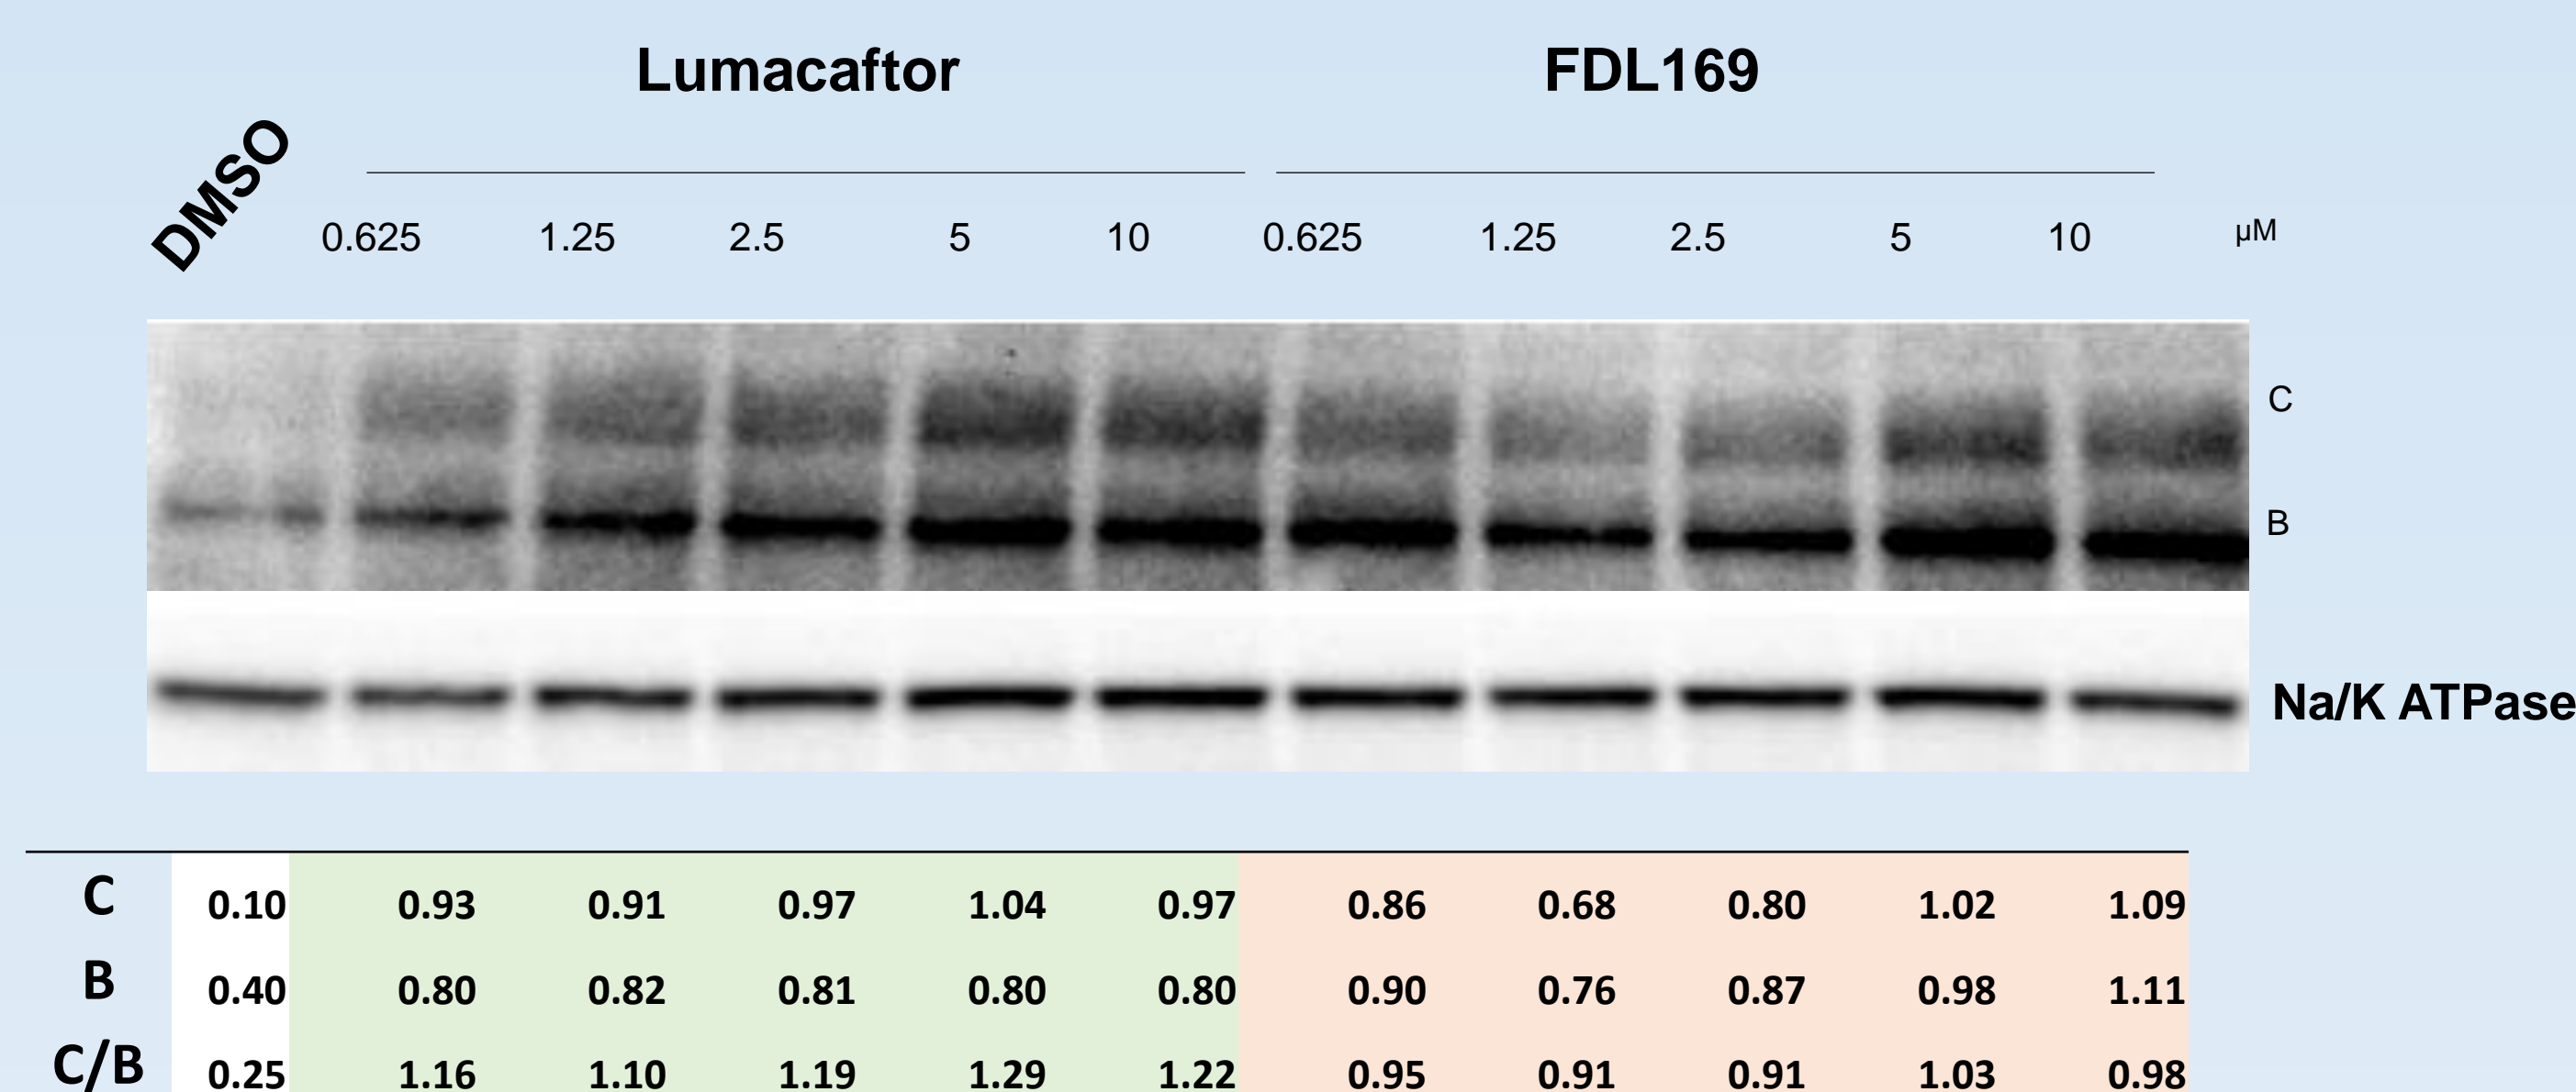 Lumacaftor FDL169
DMSO
0.625 1.25 2.5 5 10 0.625 1.25 2.5 5 10 µM
C
B
Na/K ATPase
C 0.10 0.93 0.91 0.97 1.04 0.97 0.86 0.68 0.80 1.02 1.09
B 0.40 0.80 0.82 0.81 0.80 0.80 0.90 0.76 0.87 0.98 1.11
C/B 0.25 1.16 1.10 1.19 1.29 1.22 0.95 0.91 0.91 1.03 0.98